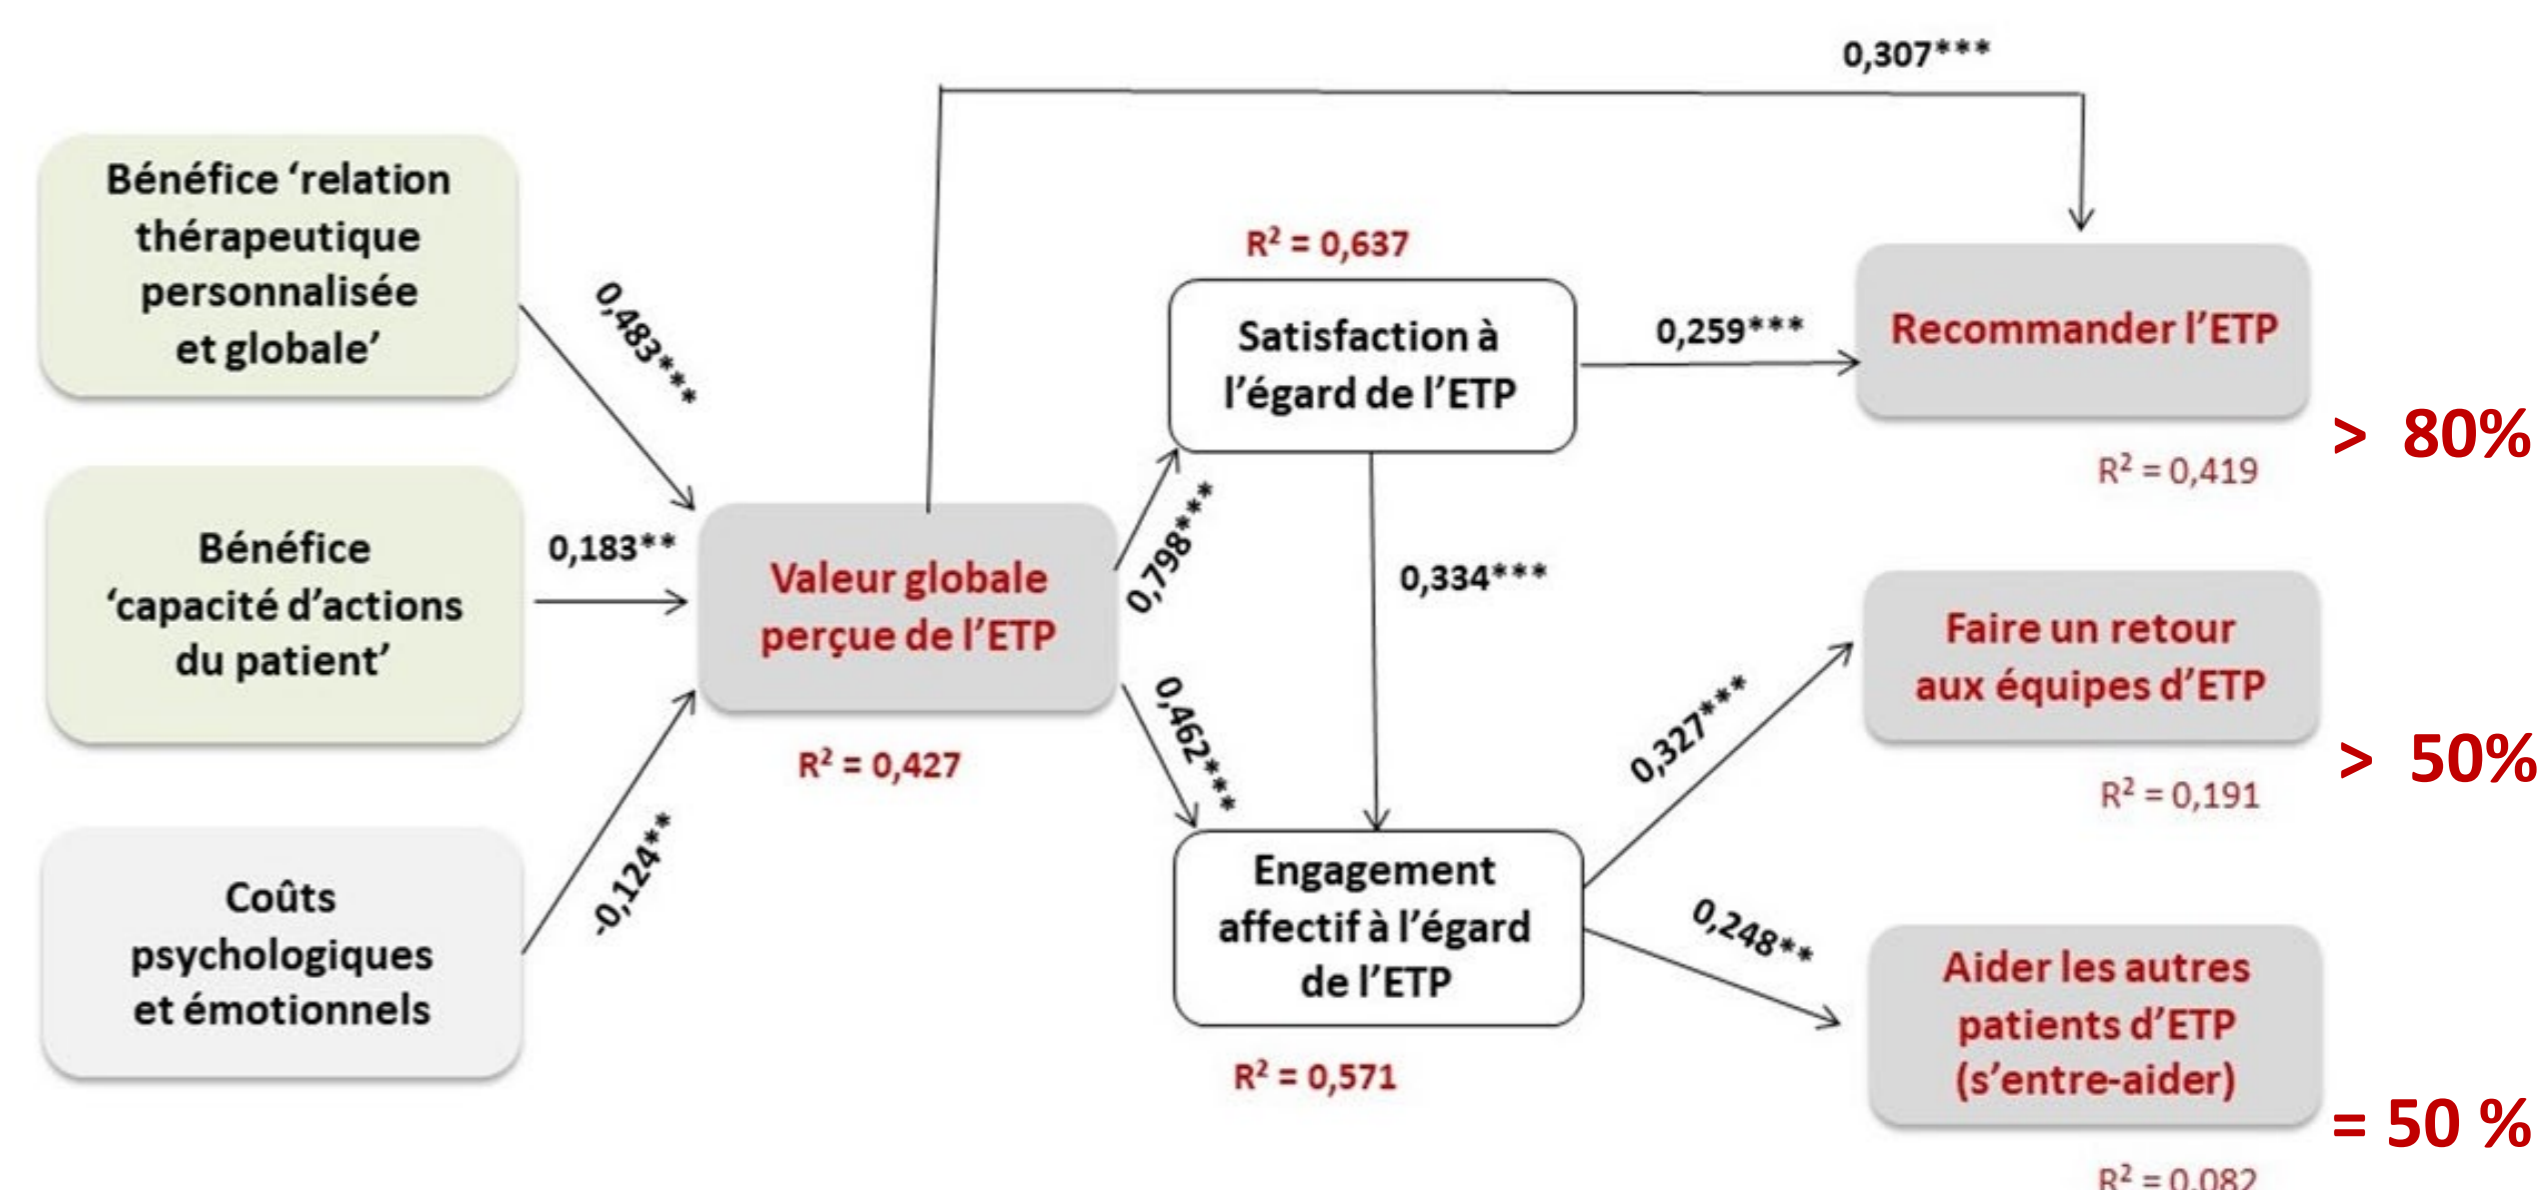 0,307***
Bénéfice ‘relation
thérapeutique
personnalisée
et globale’
0,483***
Bénéfice
‘capacité d’actions
du patient’
0,183**
Coûts
psychologiques
et émotionnels
-0,124**
Valeur globale
perçue de l’ETP
R² = 0,427
0,798***
0,462***
R² = 0,637
Satisfaction à
l’égard de l’ETP
0,259***
0,334***
Engagement
affectif à l’égard
de l’ETP
R² = 0,571
0,327***
0,248**
Recommander l’ETP
> 80%
R² = 0,419
Faire un retour
aux équipes d’ETP
> 50%
R² = 0,191
Aider les autres
patients d’ETP
(s’entre-aider)
= 50 %
R² = 0,082